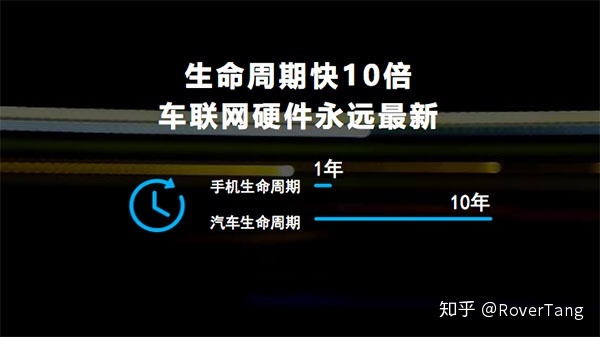 生命周期快10倍
车联网硬件永远最新
1年
手机生命周期
10年
汽车生命周期
知乎 @RoverTang